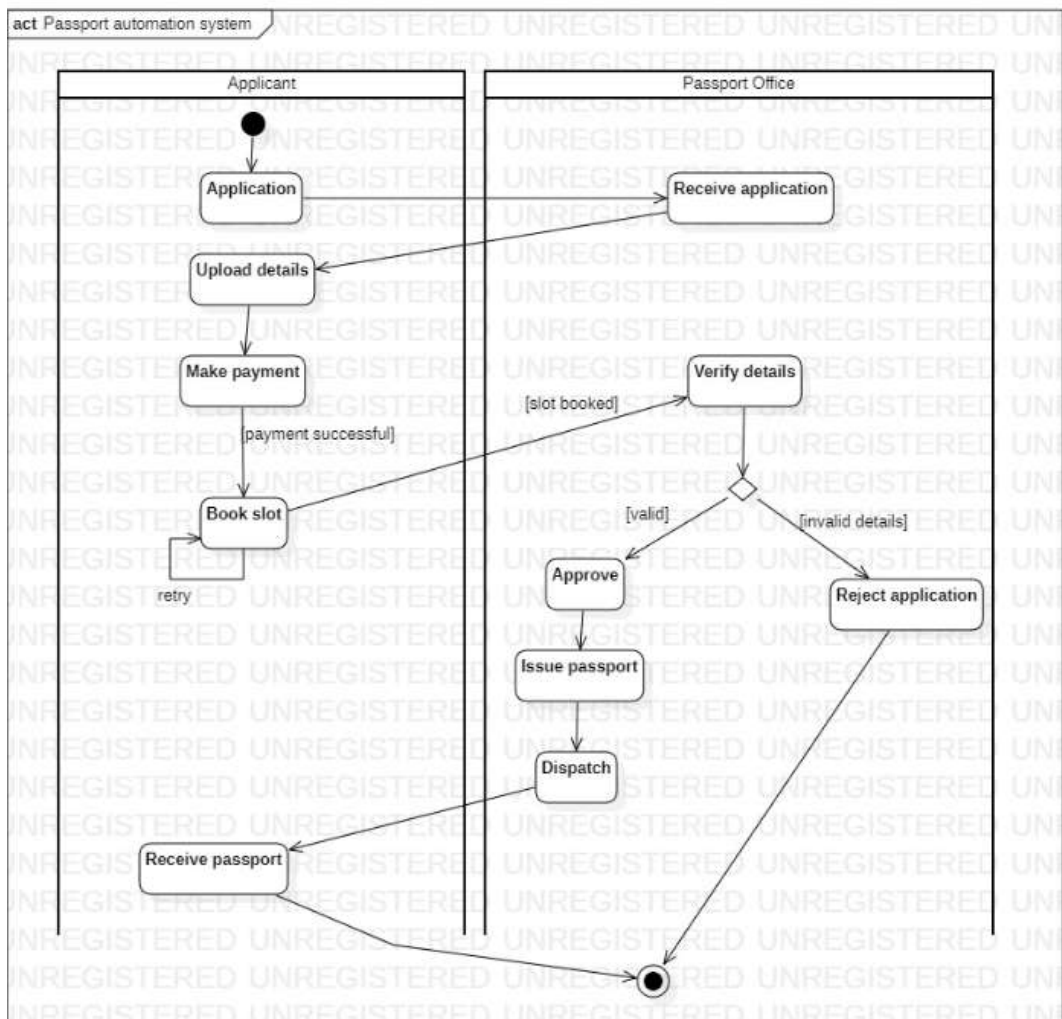 act Passport automation system
Applicant
Passport Office
Application
Receive application
Upload details
Make payment
Verify details
[slot booked]
[payment successful]
Book slot
[valid]
[invalid details]
retry
Approve
Reject application
Issue passport
Dispatch
Receive passport
UNREGISTERED